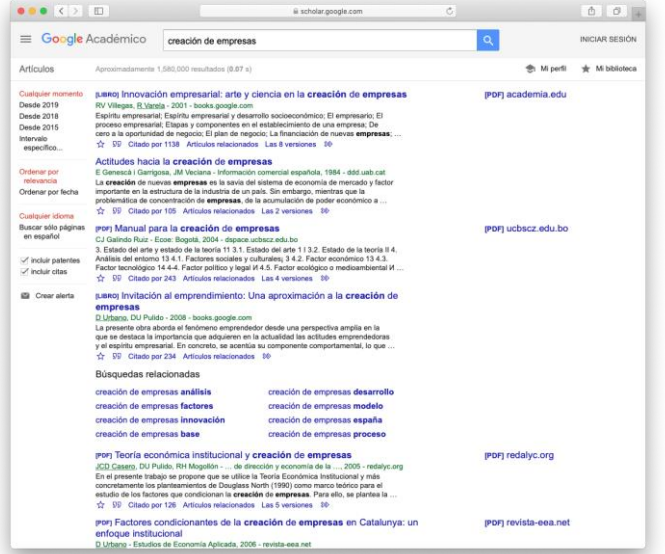 scholar.google.com
Google Académico
creación de empresas
INICIAR SESIÓN
Artículos
Aproximadamente 1,580,000 resultados (0.07 s)
Mi perfil
Mi biblioteca
Cualquier momento
Desde 2019
Desde 2018
Desde 2015
Intervalo
específico...
Ordenar por
relevancia
Ordenar por fecha
Cualquier idioma
Buscar sólo páginas
en español
incluir patentes
incluir citas
Crear alerta
[LIBRO] Innovación empresarial: arte y ciencia en la creación de empresas
[PDF] academia.edu
RV Villegas, R Varela - 2001 - books.google.com
Espíritu empresarial; Espíritu empresarial y desarrollo socioeconómico; El empresario; El
proceso empresarial; Etapas y componentes en el establecimiento de una empresa; De
cero a la oportunidad de negocio; El plan de negocio; La financiación de nuevas empresas; ...
Citado por 1138 Artículos relacionados Las 8 versiones
Actitudes hacia la creación de empresas
E Genescà i Garrigosa, JM Veciana - Información comercial española, 1984 - ddd.uab.cat
La creación de nuevas empresas es la savia del sistema de economía de mercado y factor
importante en la estructura de la industria de un país. Sin embargo, mientras que la
problemática de concentración de empresas, de la acumulación de poder económico a ...
Citado por 105 Artículos relacionados Las 2 versiones
[PDF] Manual para la creación de empresas
[PDF] ucbscz.edu.bo
CJ Galindo Ruiz - Ecoe: Bogotá, 2004 - dspace.ucbscz.edu.bo
3. Estado del arte y estado de la teoría 11 3.1. Estado del arte 1 I 3.2. Estado de la teoría II 4.
Análisis del entorno 13 4.1. Factores sociales y culturales; 3 4.2. Factor económico 13 4.3.
Factor tecnológico 14 4-4. Factor político y legal И 4.5. Factor ecológico o medioambiental И ...
Citado por 243 Artículos relacionados Las 4 versiones
[LIBRO] Invitación al emprendimiento: Una aproximación a la creación de
empresas
D Urbano, DU Pulido - 2008 - books.google.com
La presente obra aborda el fenómeno emprendedor desde una perspectiva amplia en la
que se destaca la importancia que adquieren en la actualidad las actitudes emprendedoras
y el espíritu empresarial. En concreto, se acentúa su componente comportamental, lo que ...
Citado por 234 Artículos relacionados
Búsquedas relacionadas
creación de empresas análisis
creación de empresas desarrollo
creación de empresas factores
creación de empresas modelo
creación de empresas innovación
creación de empresas españa
creación de empresas base
creación de empresas proceso
[PDF] Teoría económica institucional y creación de empresas
[PDF] redalyc.org
JCD Casero, DU Pulido, RH Mogollón - ... de dirección y economía de la ..., 2005 - redalyc.org
En el presente trabajo se propone que se utilice la Teoría Económica Institucional y más
concretamente los planteamientos de Douglass North (1990) como marco teórico para el
estudio de los factores que condicionan la creación de empresas. Para ello, se plantea la ...
Citado por 126 Artículos relacionados Las 5 versiones
[PDF] Factores condicionantes de la creación de empresas en Catalunya: un
enfoque institucional
[PDF] revista-eea.net
D Urbano - Estudios de Economía Aplicada, 2006 - revista-eea.net